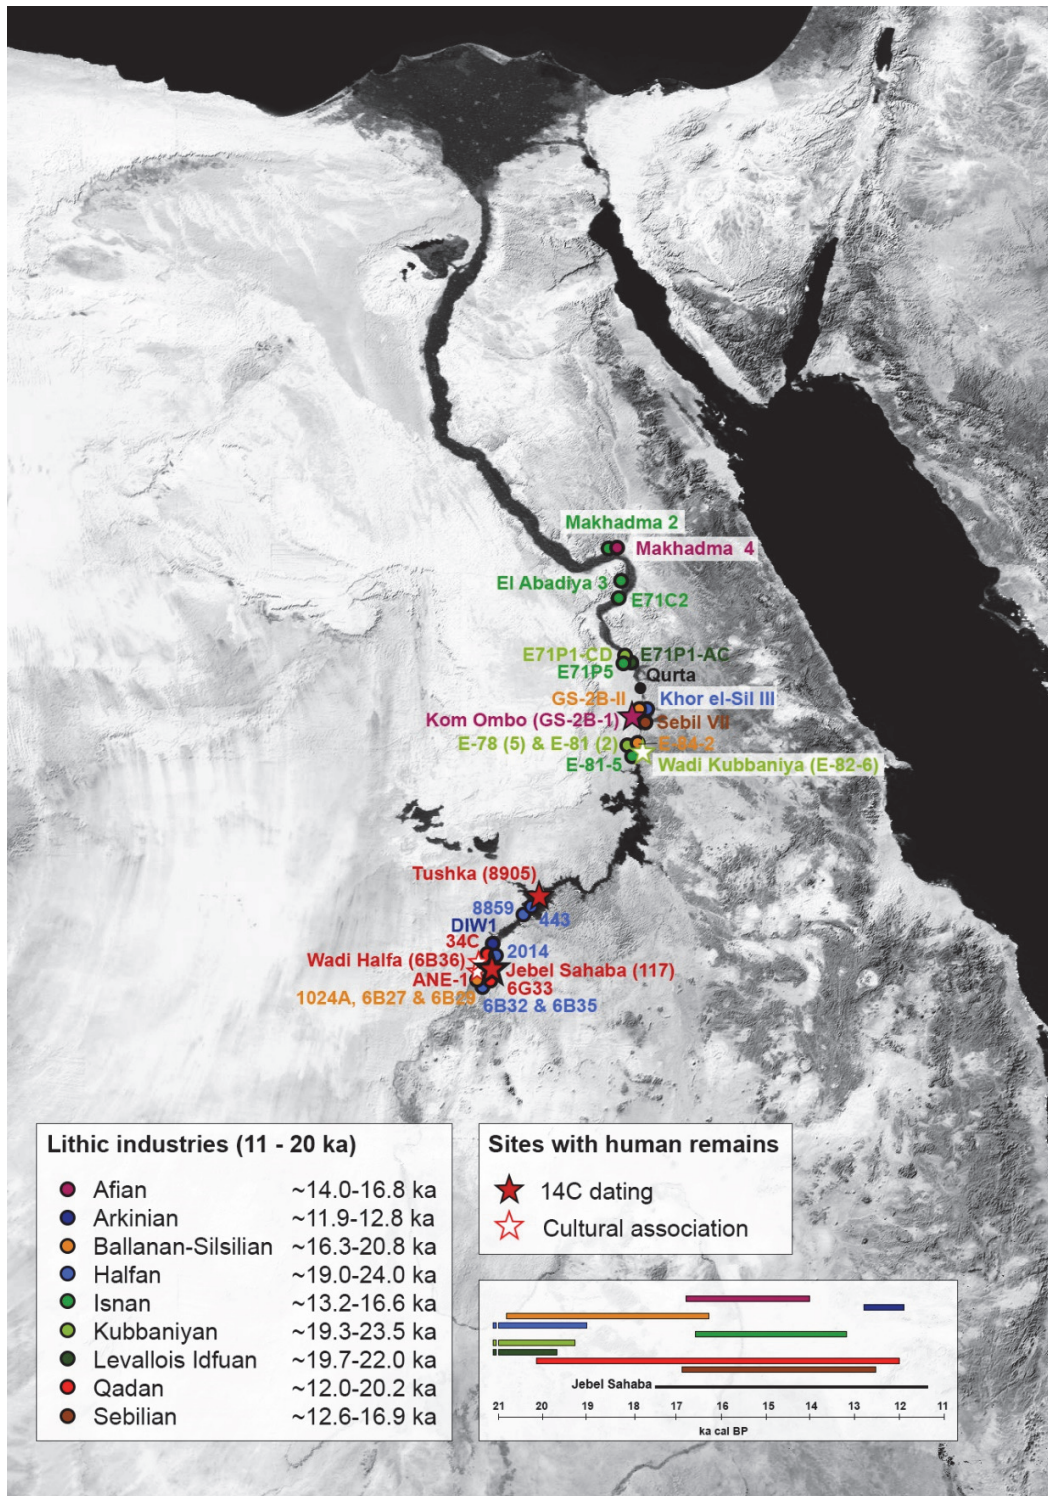 Makhadma 2
Makhadma 4
El Abadiya 3
E71C2
E71P1-CD
E71P1-AC
E71P5
Qurta
GS-2B-II
Khor el-Sil III
Kom Ombo (GS-2B-1)
Sebil VII
E-78 (5) & E-81 (2)
E-84-2
E-81-5
Wadi Kubbaniya (E-82-6)
Tushka (8905)
8859
443
DIW1
34C
2014
Wadi Halfa (6B36)
Jebel Sahaba (117)
ANE-1
6G33
1024A, 6B27 & 6B29
6B32 & 6B35
Lithic industries (11 - 20 ka)
Afian ~14.0-16.8 ka
Arkinian ~11.9-12.8 ka
Ballanan-Silsilian ~16.3-20.8 ka
Halfan ~19.0-24.0 ka
Isnan ~13.2-16.6 ka
Kubbaniyan ~19.3-23.5 ka
Levallois Idfuan ~19.7-22.0 ka
Qadan ~12.0-20.2 ka
Sebilian ~12.6-16.9 ka
Sites with human remains
14C dating
Cultural association
Jebel Sahaba
21 20 19 18 17 16 15 14 13 12 11
ka cal BP